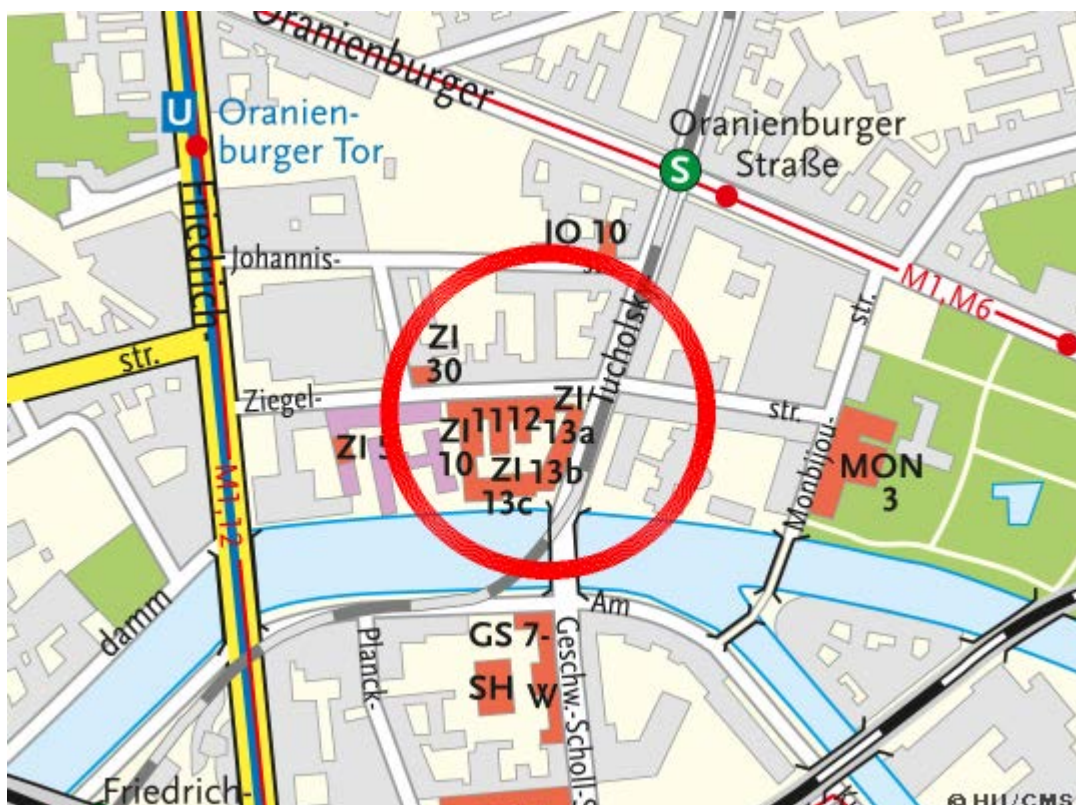 Oranienburger
U
Oranien-
burger Tor
Oranienburger
Straße
S
Friedrich-
IO 10
Johannis-
M1,M6
str.
Tucholsk
ZI
30
str.
Ziegel-
str.
ZI 5
ZI
10
11
12
ZI
13a
ZI 13b
13c
Monbijou-
MON
3
M1,12
damm
Am
Planck-
GS 7-
SH
W
Geschw.-Scholl-S
Friedrich-
© HU/CMS